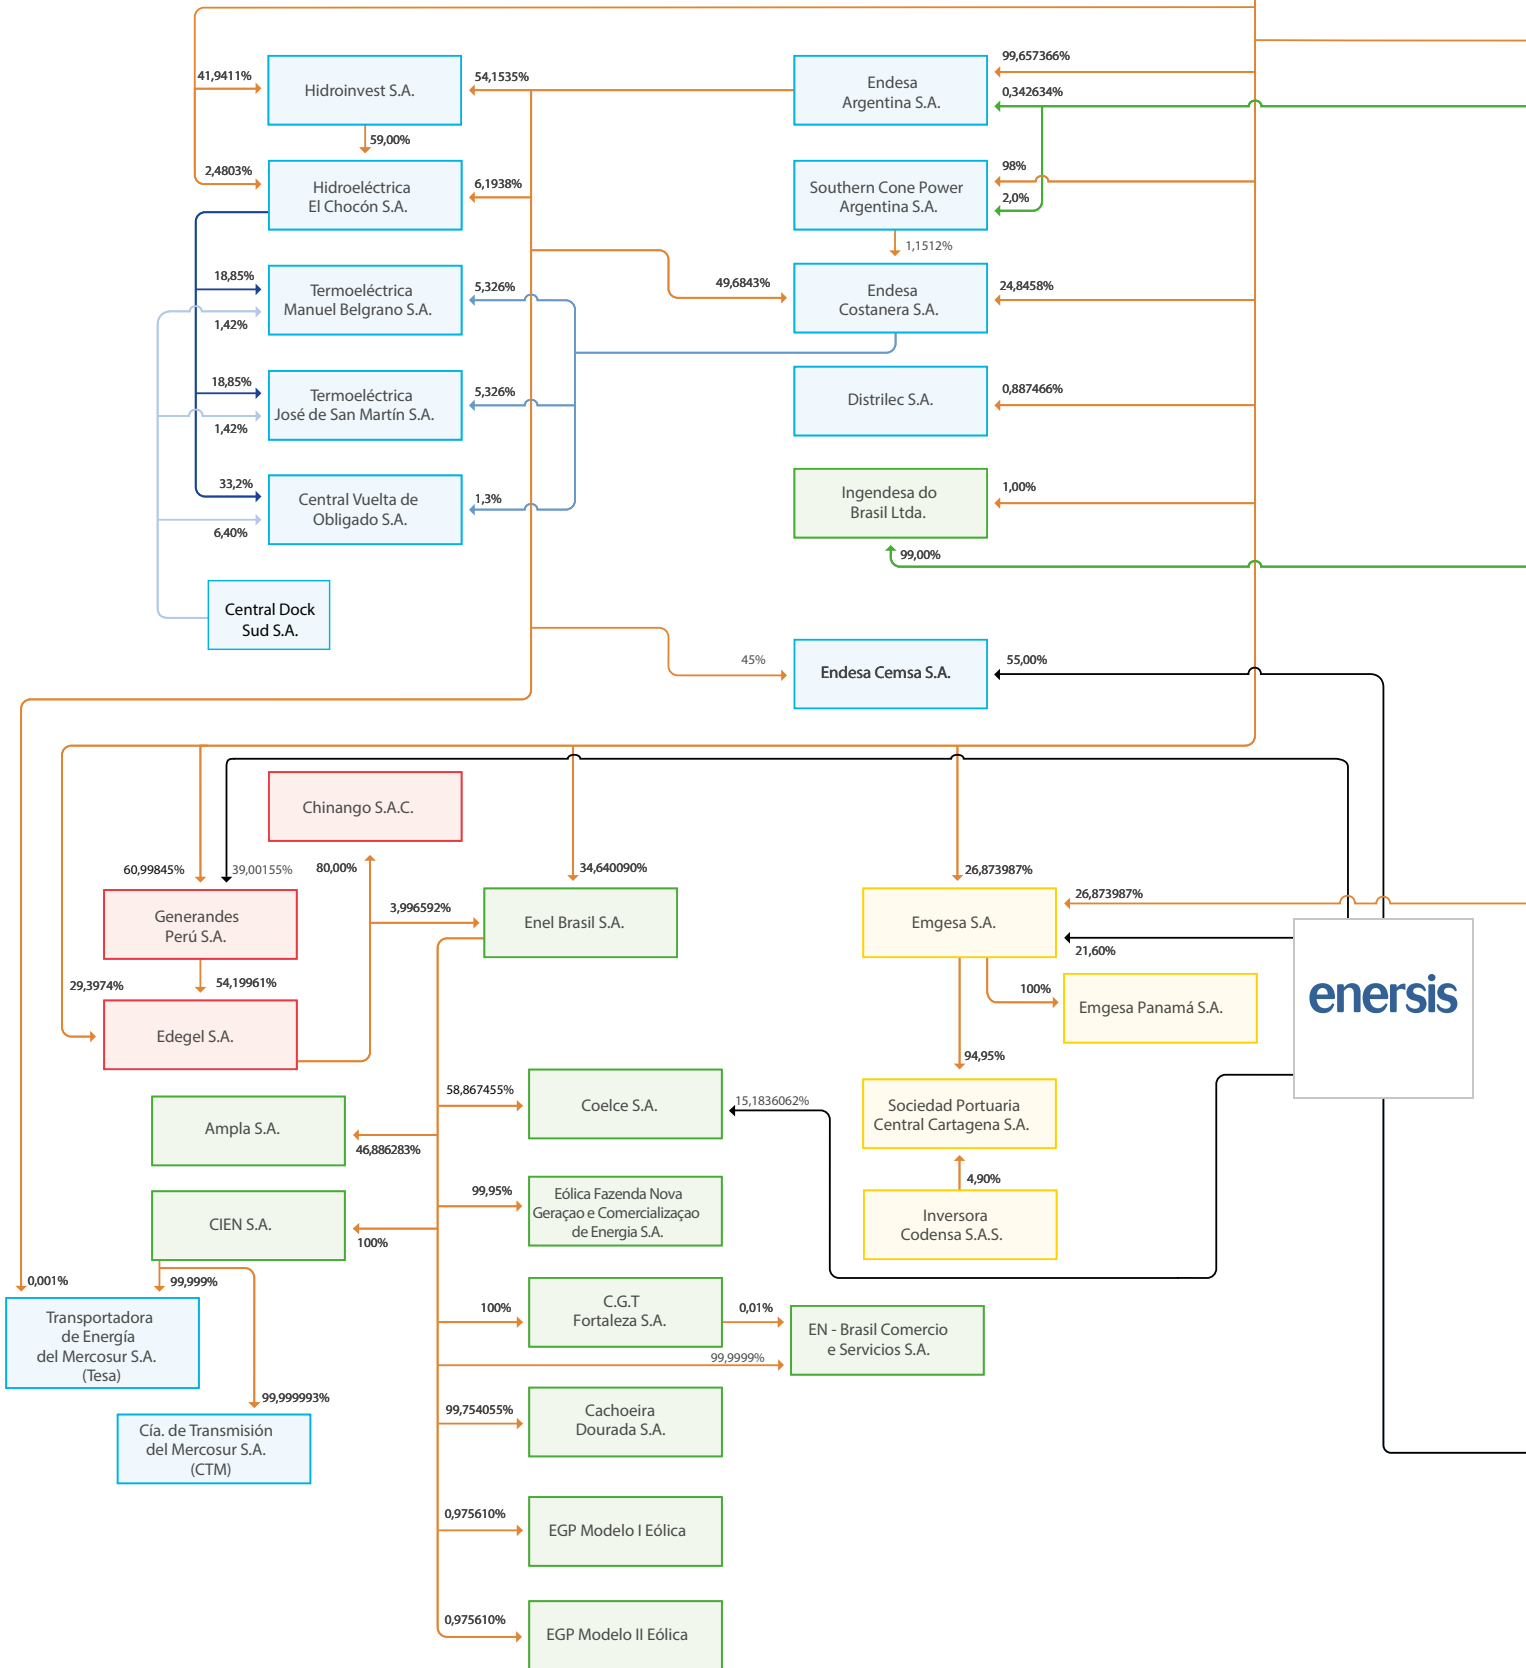 41,9411%
Hidroinvest S.A.
54,1535%
Endesa
Argentina S.A.
99,657366%
0,342634%
59,00%
2,4803%
Hidroeléctrica
El Chocón S.A.
6,1938%
Southern Cone Power
Argentina S.A.
98%
2,0%
1,1512%
18,85%
Termoeléctrica
Manuel Belgrano S.A.
1,42%
5,326%
49,6843%
Endesa
Costanera S.A.
24,8458%
18,85%
Termoeléctrica
José de San Martín S.A.
1,42%
5,326%
Distrilec S.A.
0,887466%
33,2%
Central Vuelta de
Obligado S.A.
6,40%
1,3%
Ingendesa do
Brasil Ltda.
1,00%
99,00%
Central Dock
Sud S.A.
45%
Endesa Cemsa S.A.
55,00%
Chinango S.A.C.
60,99845%
39,00155%
80,00%
34,640090%
26,873987%
Generandes
Perú S.A.
3,996592%
Enel Brasil S.A.
Emgesa S.A.
26,873987%
21,60%
29,3974%
54,19961%
100%
Emgesa Panamá S.A.
enersis
Edegel S.A.
94,95%
Ampla S.A.
46,886283%
58,867455%
Coelce S.A.
15,1836062%
Sociedad Portuaria
Central Cartagena S.A.
4,90%
CIEN S.A.
100%
99,95%
Eólica Fazenda Nova
Geraçao e Comercializaçao
de Energia S.A.
Inversora
Codensa S.A.S.
0,001%
99,999%
Transportadora
de Energía
del Mercosur S.A.
(Tesa)
100%
C.G.T
Fortaleza S.A.
0,01%
EN - Brasil Comercio
e Servicios S.A.
99,9999%
99,999993%
Cía. de Transmisión
del Mercosur S.A.
(CTM)
99,754055%
Cachoeira
Dourada S.A.
0,975610%
EGP Modelo I Eólica
0,975610%
EGP Modelo II Eólica